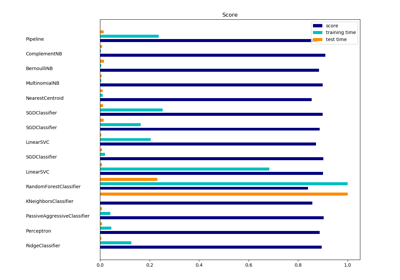 Score
score
training time
test time
Pipeline
ComplementNB
BernoulliNB
MultinomialNB
NearestCentroid
SGDClassifier
SGDClassifier
LinearSVC
SGDClassifier
LinearSVC
RandomForestClassifier
KNeighborsClassifier
PassiveAggressiveClassifier
Perceptron
RidgeClassifier
0.0 0.2 0.4 0.6 0.8 1.0